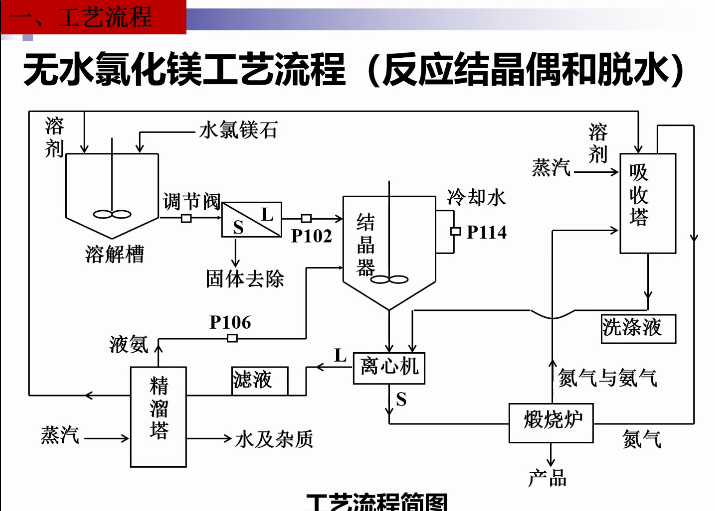 一、工艺流程
无水氯化镁工艺流程（反应结晶偶和脱水）
溶剂
水氯镁石
溶剂
蒸汽
吸收塔
调节阀
L
S
P102
结晶器
冷却水
P114
溶解槽
固体去除
P106
液氨
洗涤液
L
离心机
滤液
精溜塔
S
氮气与氨气
蒸汽
水及杂质
煅烧炉
氮气
产品
工艺流程简图